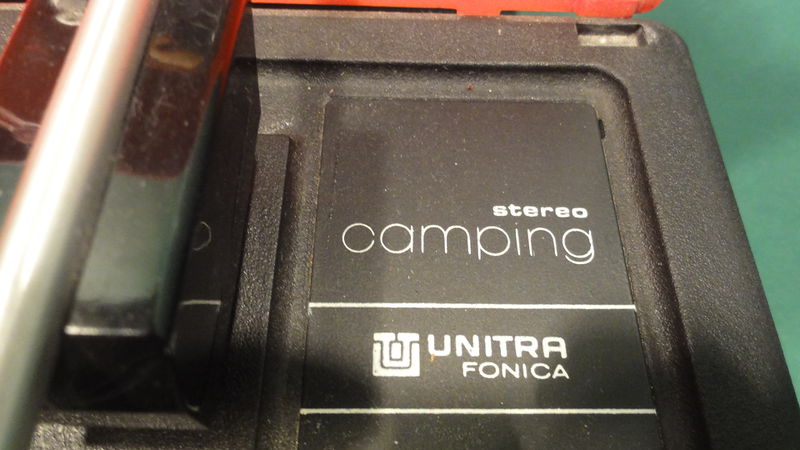 stereo
camping
UNITRA
FONICA